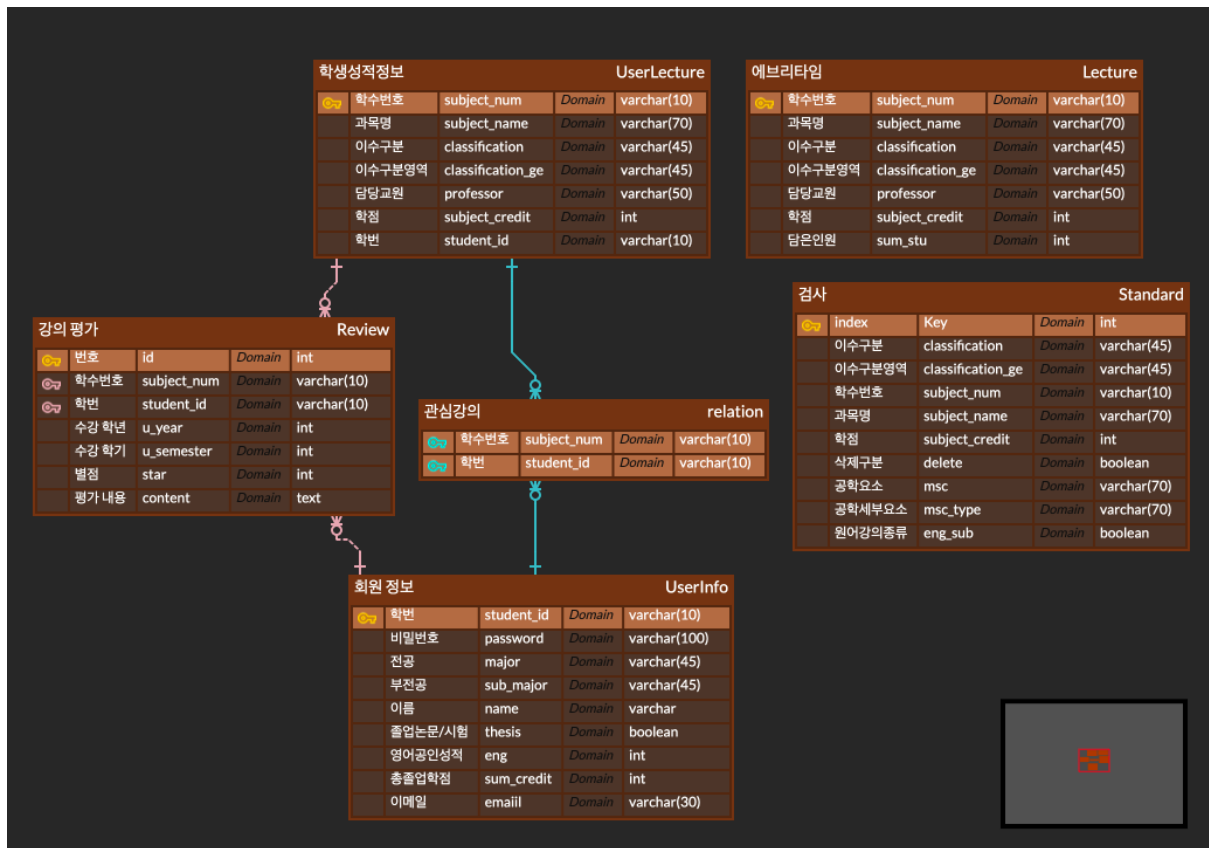 학생성적정보 UserLecture
학수번호 subject_num Domain varchar(10)
과목명 subject_name Domain varchar(70)
이수구분 classification Domain varchar(45)
이수구분영역 classification_ge Domain varchar(45)
담당교원 professor Domain varchar(50)
학점 subject_credit Domain int
학번 student_id Domain varchar(10)
에브리타임 Lecture
학수번호 subject_num Domain varchar(10)
과목명 subject_name Domain varchar(70)
이수구분 classification Domain varchar(45)
이수구분영역 classification_ge Domain varchar(45)
담당교원 professor Domain varchar(50)
학점 subject_credit Domain int
담은인원 sum_stu Domain int
검사 Standard
index Key Domain int
이수구분 classification Domain varchar(45)
이수구분영역 classification_ge Domain varchar(45)
학수번호 subject_num Domain varchar(10)
과목명 subject_name Domain varchar(70)
학점 subject_credit Domain int
삭제구분 delete Domain boolean
공학요소 msc Domain varchar(70)
공학세부요소 msc_type Domain varchar(70)
원어강의종류 eng_sub Domain boolean
강의 평가 Review
번호 id Domain int
학수번호 subject_num Domain varchar(10)
학번 student_id Domain varchar(10)
수강 학년 u_year Domain int
수강 학기 u_semester Domain int
별점 star Domain int
평가 내용 content Domain text
관심강의 relation
학수번호 subject_num Domain varchar(10)
학번 student_id Domain varchar(10)
회원 정보 UserInfo
학번 student_id Domain varchar(10)
비밀번호 password Domain varchar(100)
전공 major Domain varchar(45)
부전공 sub_major Domain varchar(45)
이름 name Domain varchar
졸업논문/시험 thesis Domain boolean
영어공인성적 eng Domain int
총졸업학점 sum_credit Domain int
이메일 emaiil Domain varchar(30)